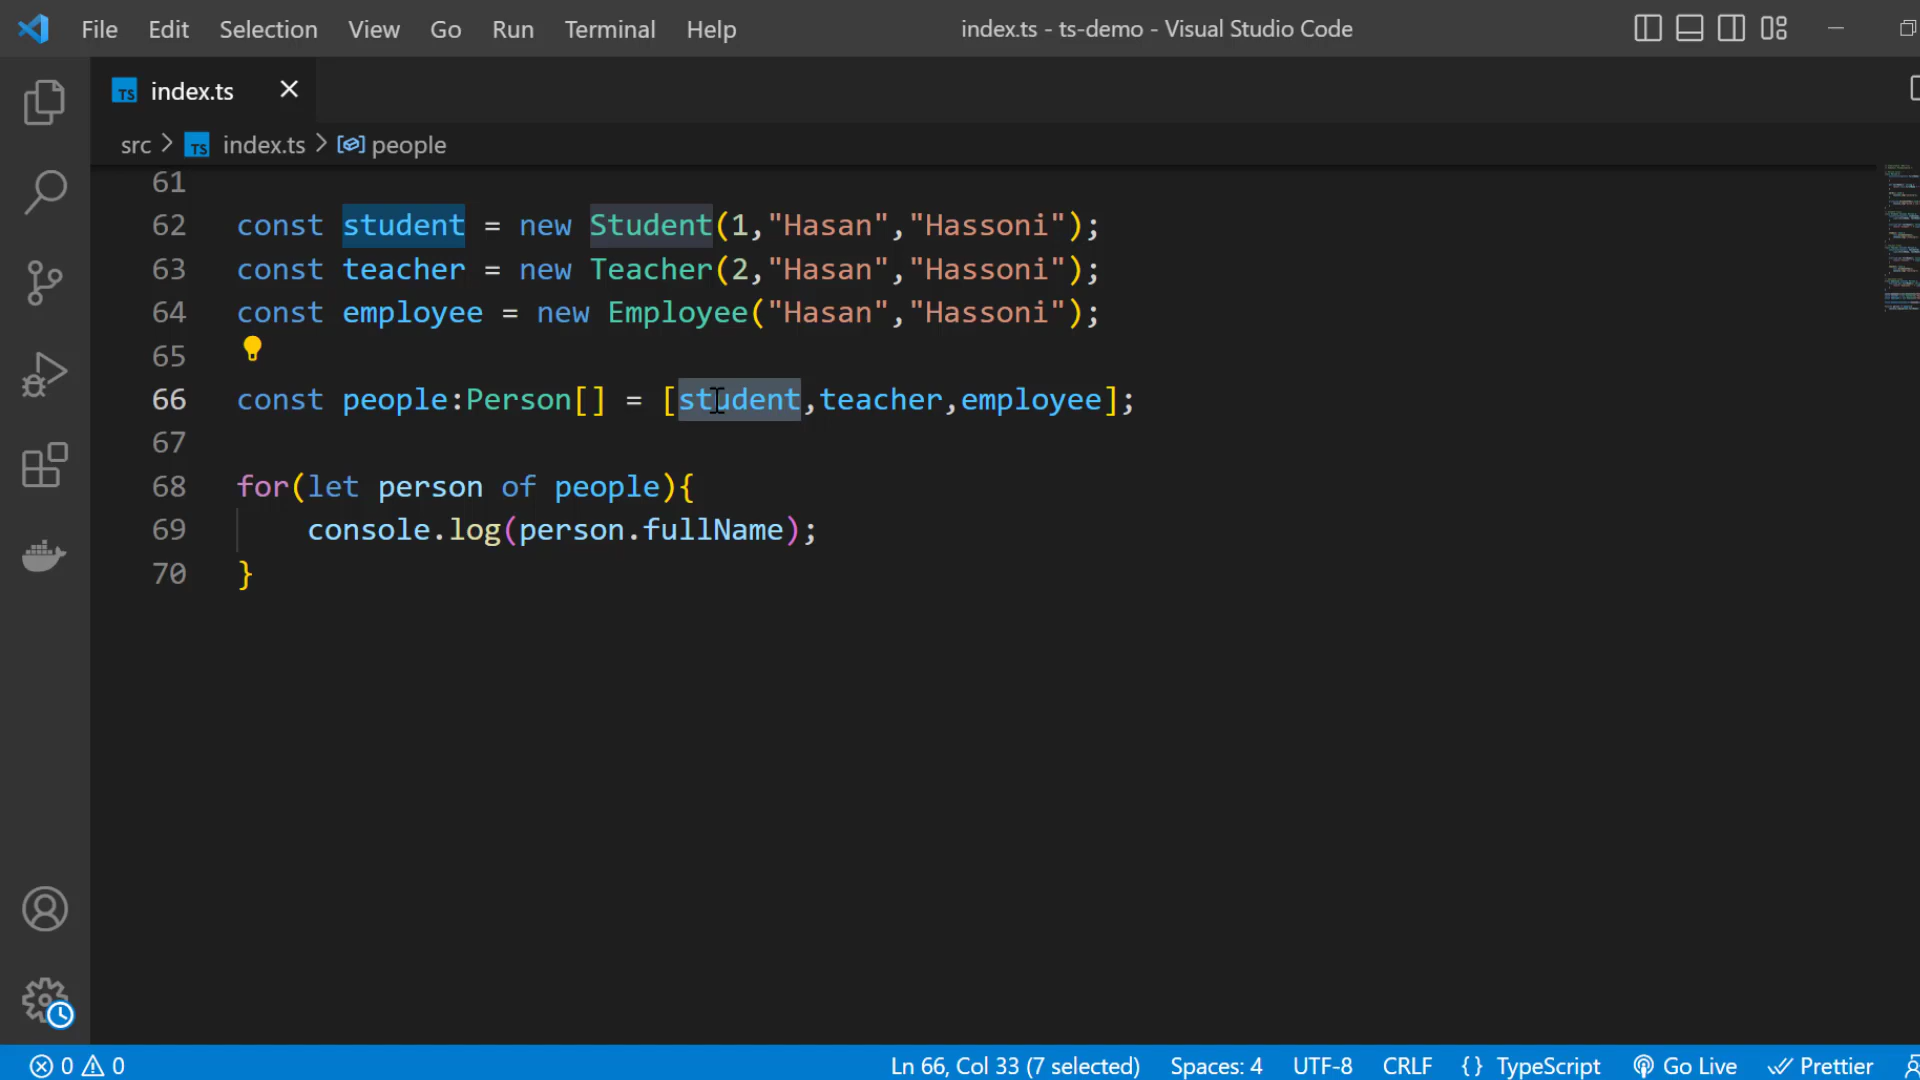 File Edit Selection View Go Run Terminal Help index.ts - ts-demo - Visual Studio Code
TS index.ts
src > TS index.ts > people
61
62 const student = new Student(1,"Hasan","Hassoni");
63 const teacher = new Teacher(2,"Hasan","Hassoni");
64 const employee = new Employee("Hasan","Hassoni");
65
66 const people:Person[] = [student,teacher,employee];
67
68 for(let person of people){
69     console.log(person.fullName);
70 }
0 0 Ln 66, Col 33 (7 selected) Spaces: 4 UTF-8 CRLF {} TypeScript Go Live Prettier